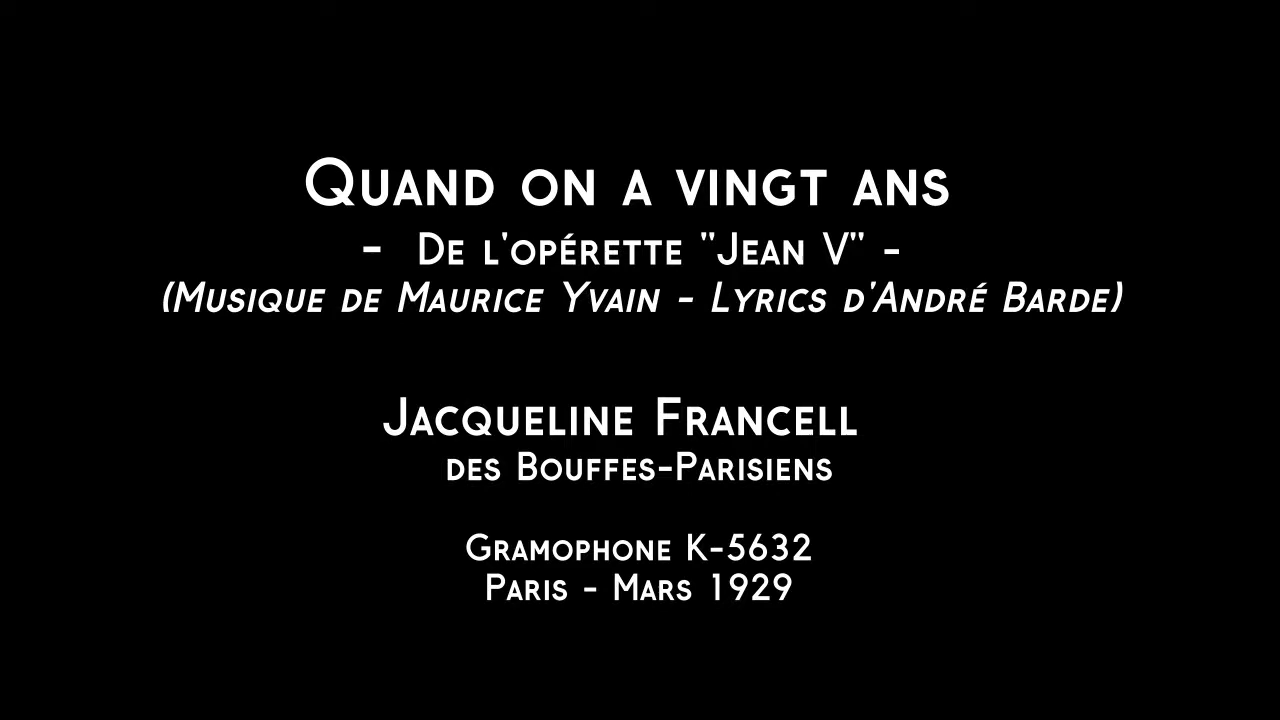 Quand on a vingt ans
- De l'opérette "Jean V" -
(Musique de Maurice Yvain - Lyrics d'André Barde)
Jacqueline Francell
des Bouffes-Parisiens
Gramophone K-5632
Paris - Mars 1929